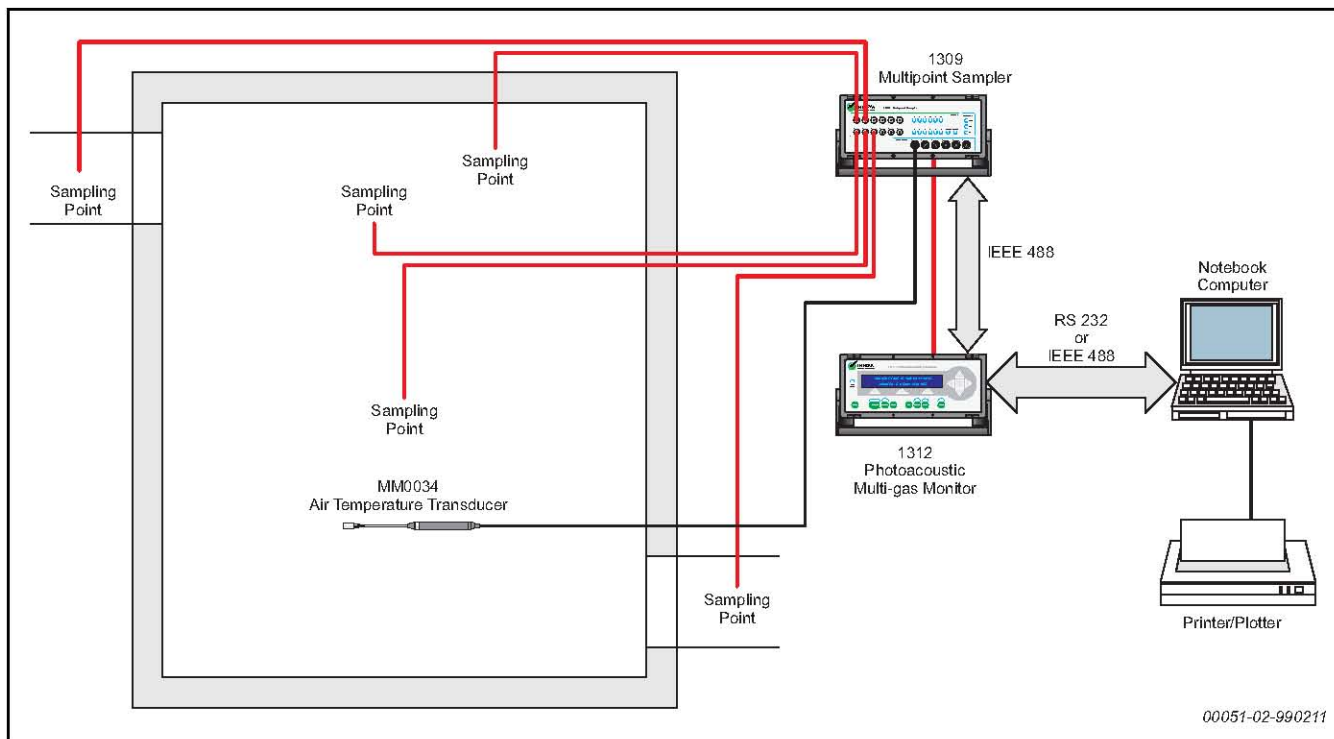 1309
Multipoint Sampler
Sampling
Point
Sampling
Point
Sampling
Point
IEEE 488
Notebook
Computer
RS 232
or
IEEE 488
Sampling
Point
1312
Photoacoustic
Multi-gas Monitor
MM0034
Air Temperature Transducer
Sampling
Point
Printer/Plotter
00051-02-990211